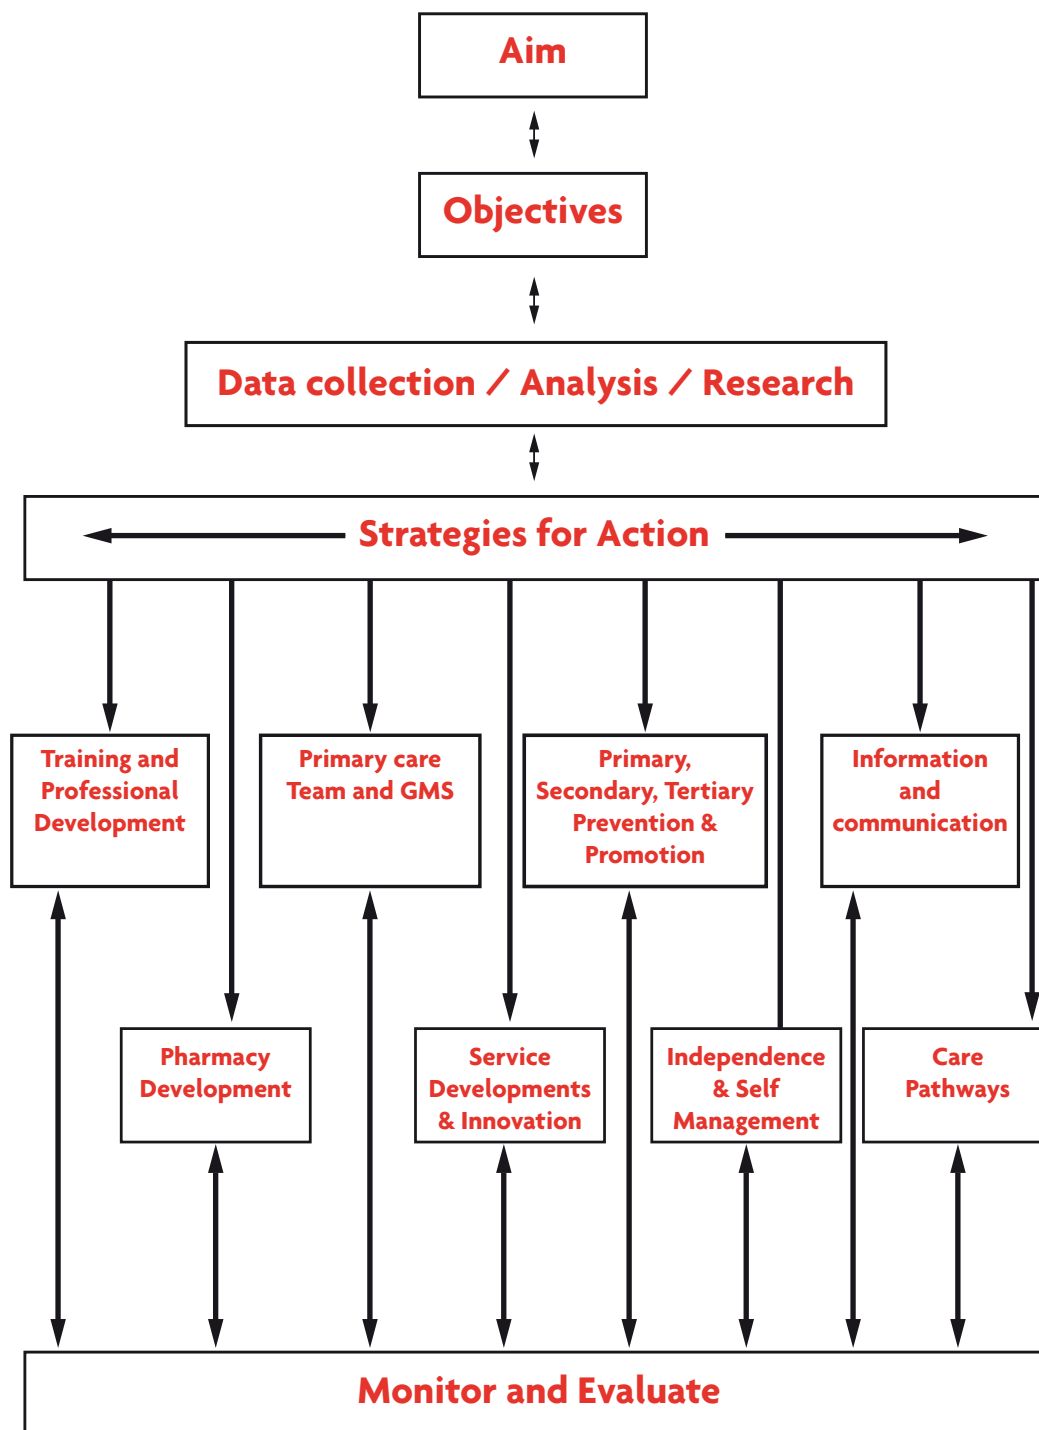 Aim
Objectives
Data collection / Analysis / Research
Strategies for Action
Training and
Professional
Development
Primary care
Team and GMS
Primary,
Secondary, Tertiary
Prevention &
Promotion
Information
and
communication
Pharmacy
Development
Service
Developments
& Innovation
Independence
& Self
Management
Care
Pathways
Monitor and Evaluate